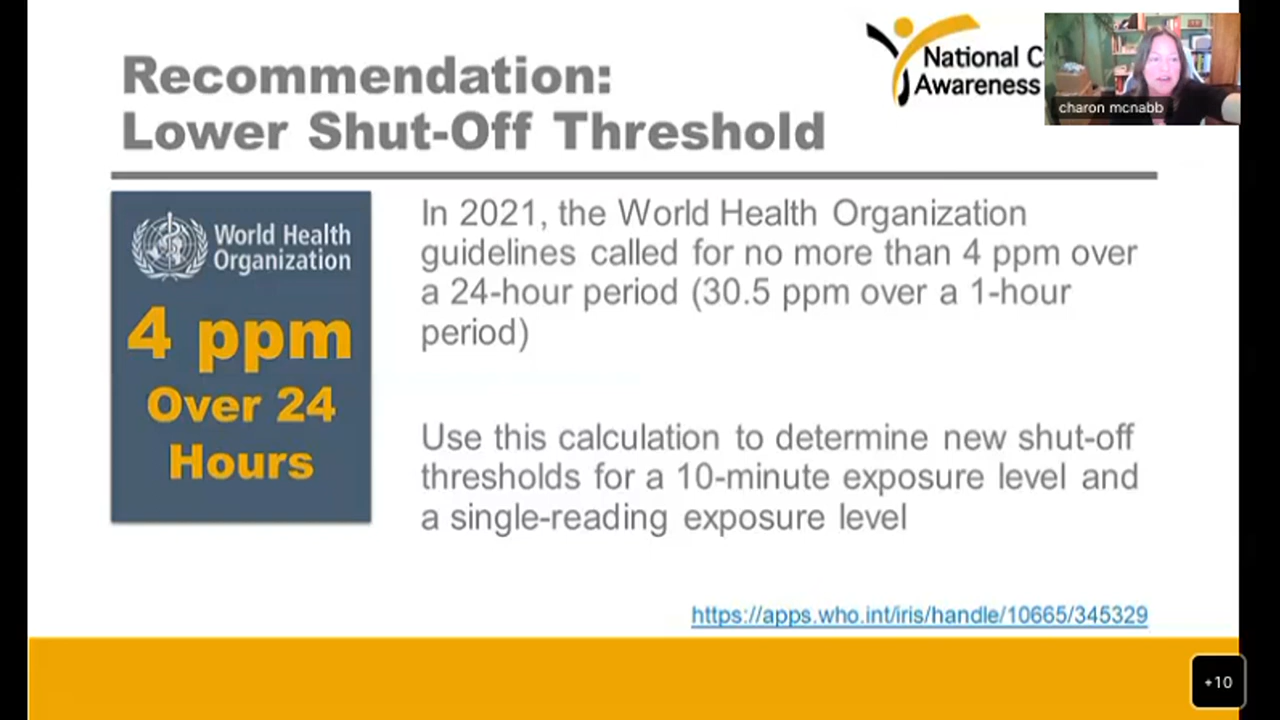 Recommendation:
Lower Shut-Off Threshold
National C
Awareness
charon mcnabb
World Health
Organization
4 ppm
Over 24
Hours
In 2021, the World Health Organization
guidelines called for no more than 4 ppm over
a 24-hour period (30.5 ppm over a 1-hour
period)
Use this calculation to determine new shut-off
thresholds for a 10-minute exposure level and
a single-reading exposure level
https://apps.who.int/iris/handle/10665/345329
+10